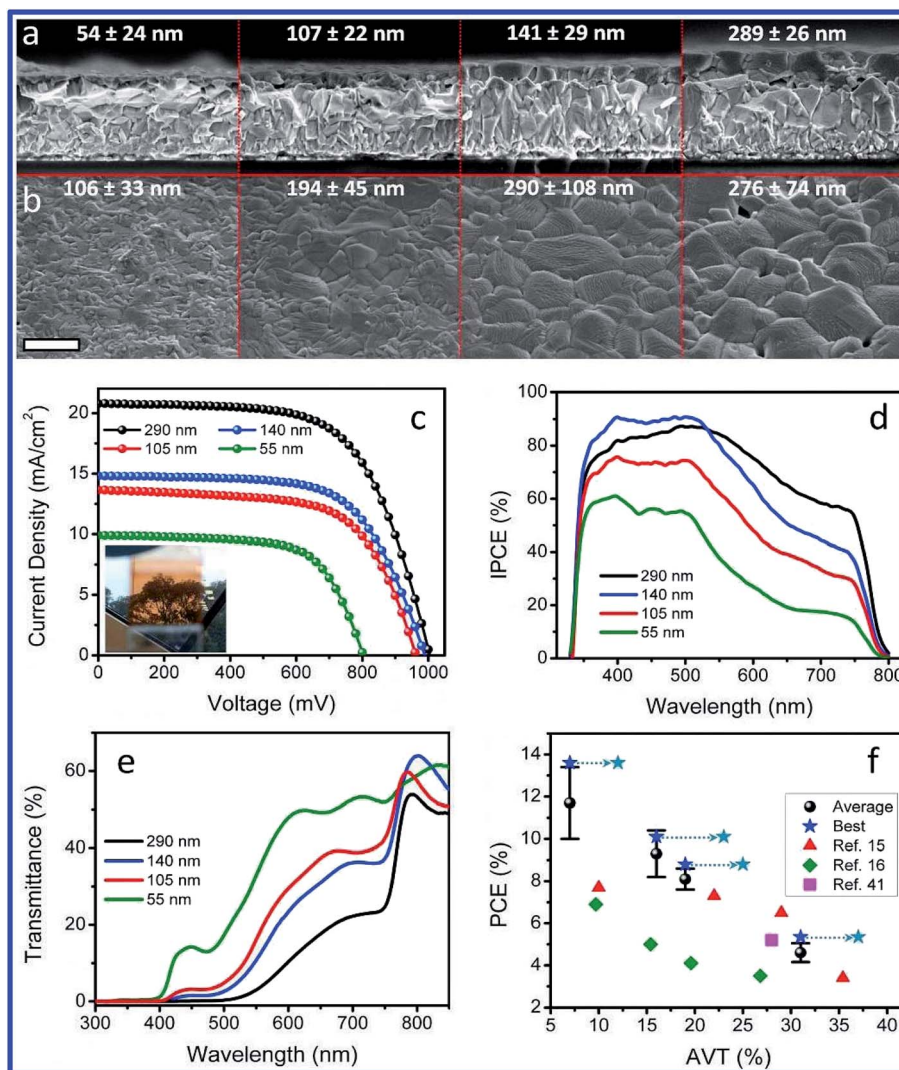 a
54 ± 24 nm 107 ± 22 nm 141 ± 29 nm 289 ± 26 nm
b
106 ± 33 nm 194 ± 45 nm 290 ± 108 nm 276 ± 74 nm
c
Current Density (mA/cm²)
20
15
10
5
0
290 nm 140 nm
105 nm 55 nm
0 200 400 600 800 1000
Voltage (mV)
d
IPCE (%)
100
80
60
40
20
0
290 nm
140 nm
105 nm
55 nm
400 500 600 700 800
Wavelength (nm)
e
Transmittance (%)
60
40
20
0
290 nm
140 nm
105 nm
55 nm
300 400 500 600 700 800
Wavelength (nm)
f
PCE (%)
14
12
10
8
6
4
2
Average
Best
Ref. 15
Ref. 16
Ref. 41
5 10 15 20 25 30 35 40
AVT (%)